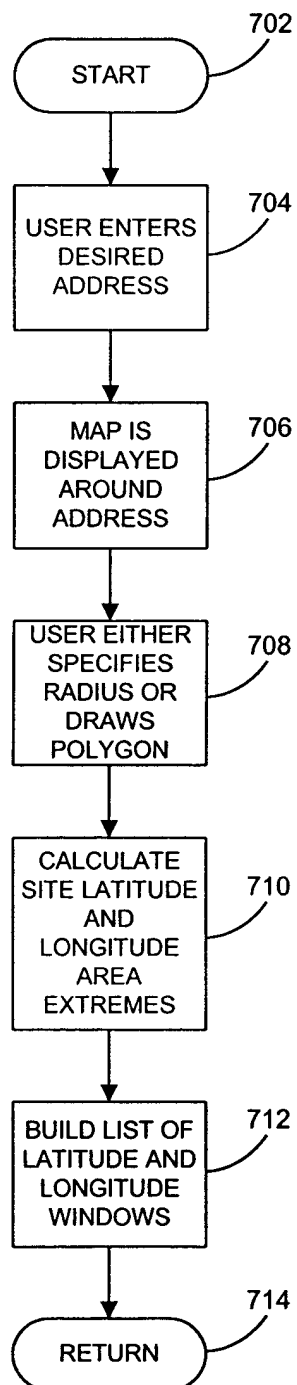 702
START
704
USER ENTERS
DESIRED
ADDRESS
706
MAP IS
DISPLAYED
AROUND
ADDRESS
708
USER EITHER
SPECIFIES
RADIUS OR
DRAWS
POLYGON
710
CALCULATE
SITE LATITUDE
AND
LONGITUDE
AREA
EXTREMES
712
BUILD LIST OF
LATITUDE AND
LONGITUDE
WINDOWS
714
RETURN